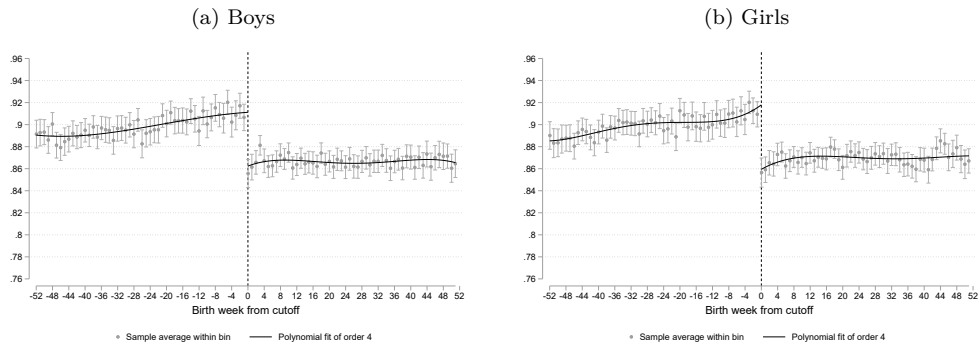 (a) Boys
.96
.94
.92
.9
.88
.86
.84
.82
.8
.78
.76
-52 -48 -44 -40 -36 -32 -28 -24 -20 -16 -12 -8 -4 0 4 8 12 16 20 24 28 32 36 40 44 48 52
Birth week from cutoff
Sample average within bin Polynomial fit of order 4
(b) Girls
.96
.94
.92
.9
.88
.86
.84
.82
.8
.78
.76
-52 -48 -44 -40 -36 -32 -28 -24 -20 -16 -12 -8 -4 0 4 8 12 16 20 24 28 32 36 40 44 48 52
Birth week from cutoff
Sample average within bin Polynomial fit of order 4